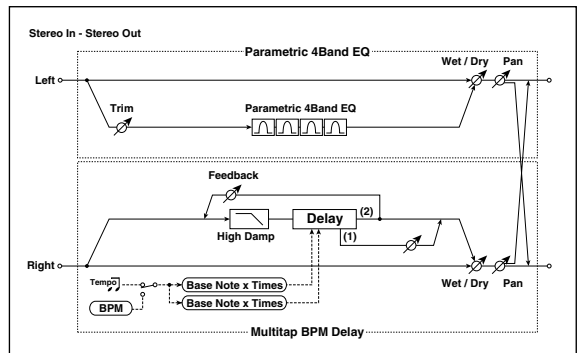 Stereo In - Stereo Out
Parametric 4Band EQ
Wet / Dry
Pan
Left
Trim
Parametric 4Band EQ
Feedback
High Damp
Delay
(2)
(1)
Right
Tempo
BPM
Base Note x Times
Base Note x Times
Wet / Dry
Pan
Multitap BPM Delay